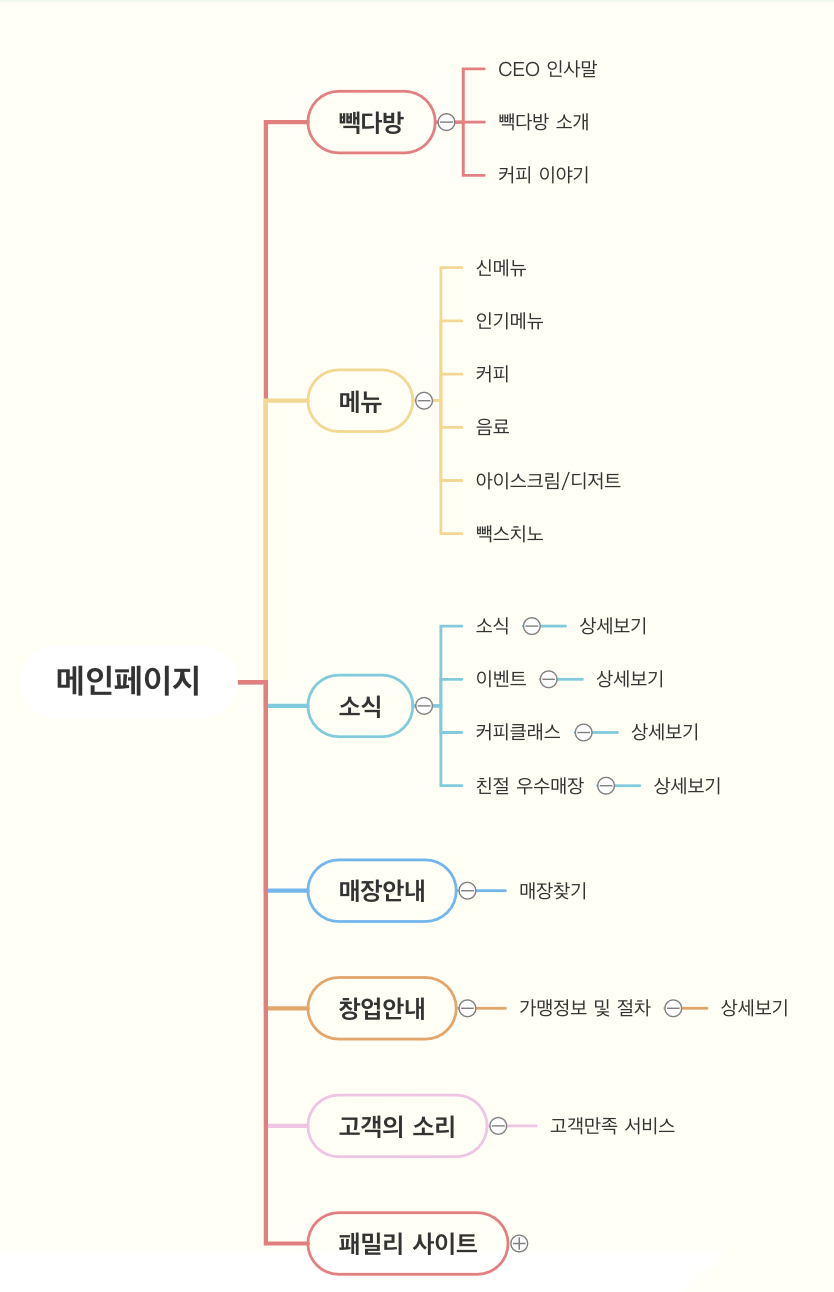 메인페이지
빽다방
CEO 인사말
빽다방 소개
커피 이야기
메뉴
신메뉴
인기메뉴
커피
음료
아이스크림/디저트
빽스치노
소식
소식
상세보기
이벤트
상세보기
커피클래스
상세보기
친절 우수매장
상세보기
매장안내
매장찾기
창업안내
가맹정보 및 절차
상세보기
고객의 소리
고객만족 서비스
패밀리 사이트